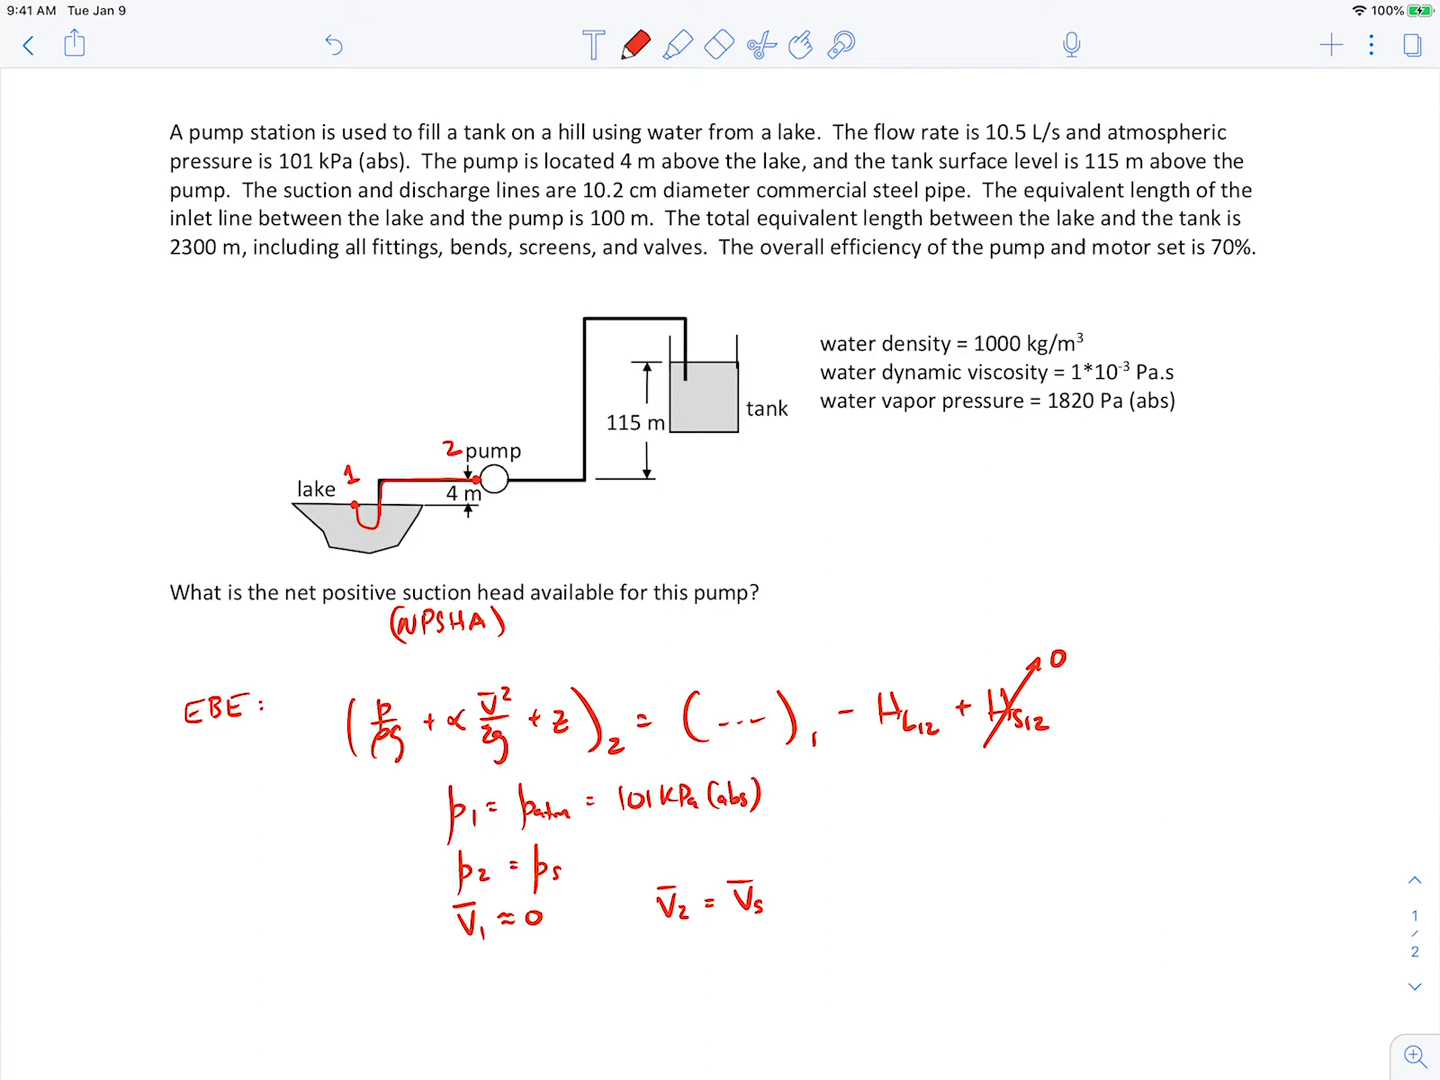 9:41 AM Tue Jan 9
100%
A pump station is used to fill a tank on a hill using water from a lake. The flow rate is 10.5 L/s and atmospheric
pressure is 101 kPa (abs). The pump is located 4 m above the lake, and the tank surface level is 115 m above the
pump. The suction and discharge lines are 10.2 cm diameter commercial steel pipe. The equivalent length of the
inlet line between the lake and the pump is 100 m. The total equivalent length between the lake and the tank is
2300 m, including all fittings, bends, screens, and valves. The overall efficiency of the pump and motor set is 70%.
water density = 1000 kg/m³
water dynamic viscosity = 1*10⁻³ Pa.s
water vapor pressure = 1820 Pa (abs)
tank
115 m
2 pump
1
lake
4 m
What is the net positive suction head available for this pump?
(NPSHA)
EBE: (p/ρg + α V̄²/2g + z)₂ = (...)₁ - H_L12 + H_S12 → 0
p₁ = p_atm = 101 kPa (abs)
p₂ = p_s
V̄₁ ≈ 0 V̄₂ = V̄_s
1
/
2